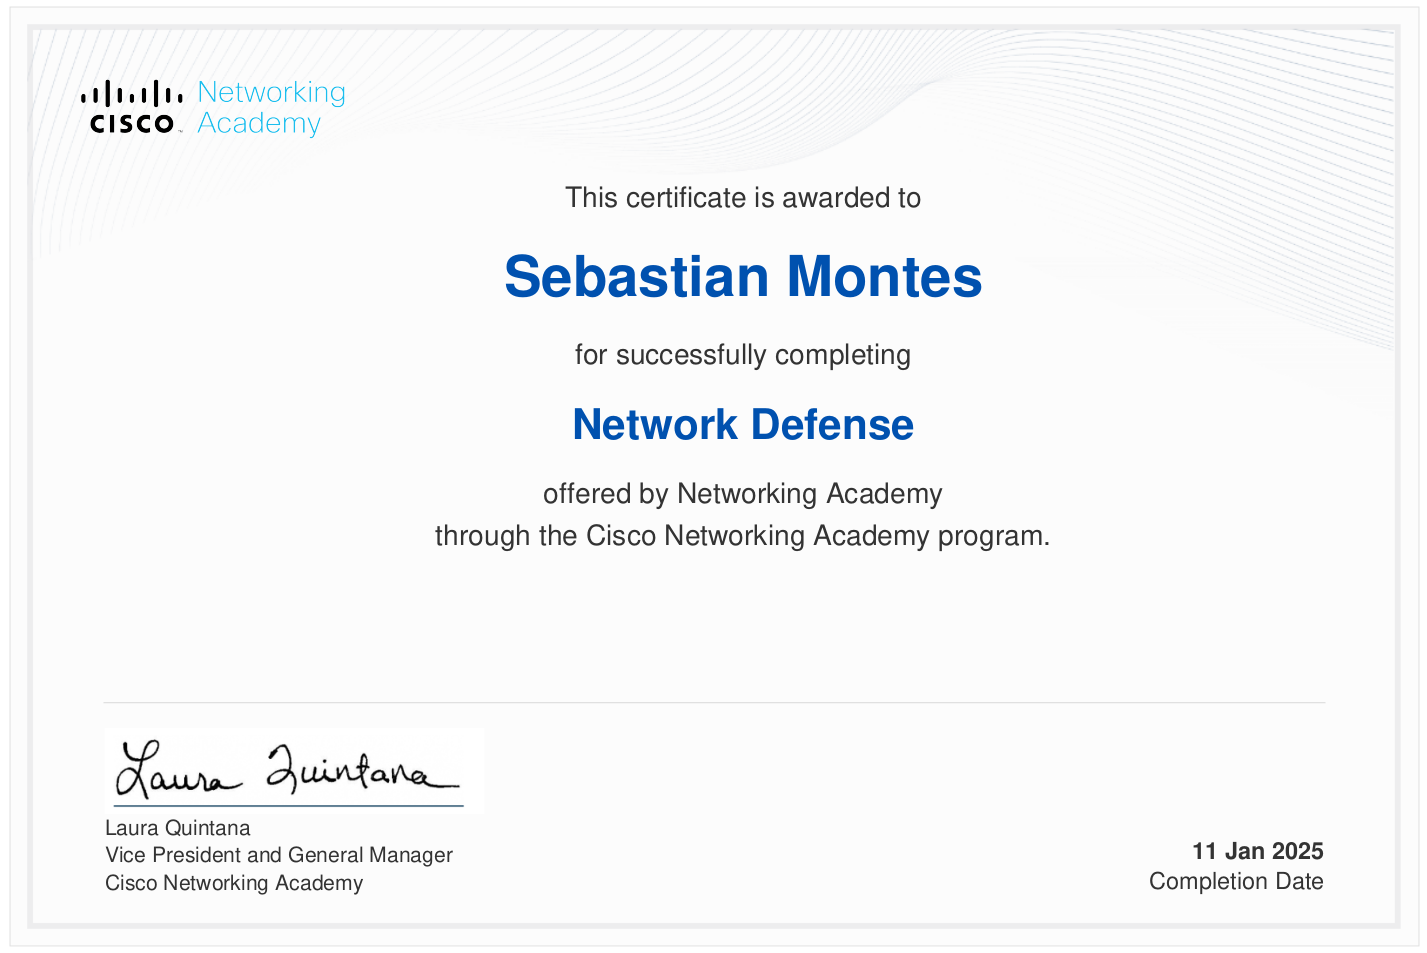 CISCO
Networking
Academy
This certificate is awarded to
Sebastian Montes
for successfully completing
Network Defense
offered by Networking Academy
through the Cisco Networking Academy program.
Laura Quintana
Laura Quintana
Vice President and General Manager
Cisco Networking Academy
11 Jan 2025
Completion Date